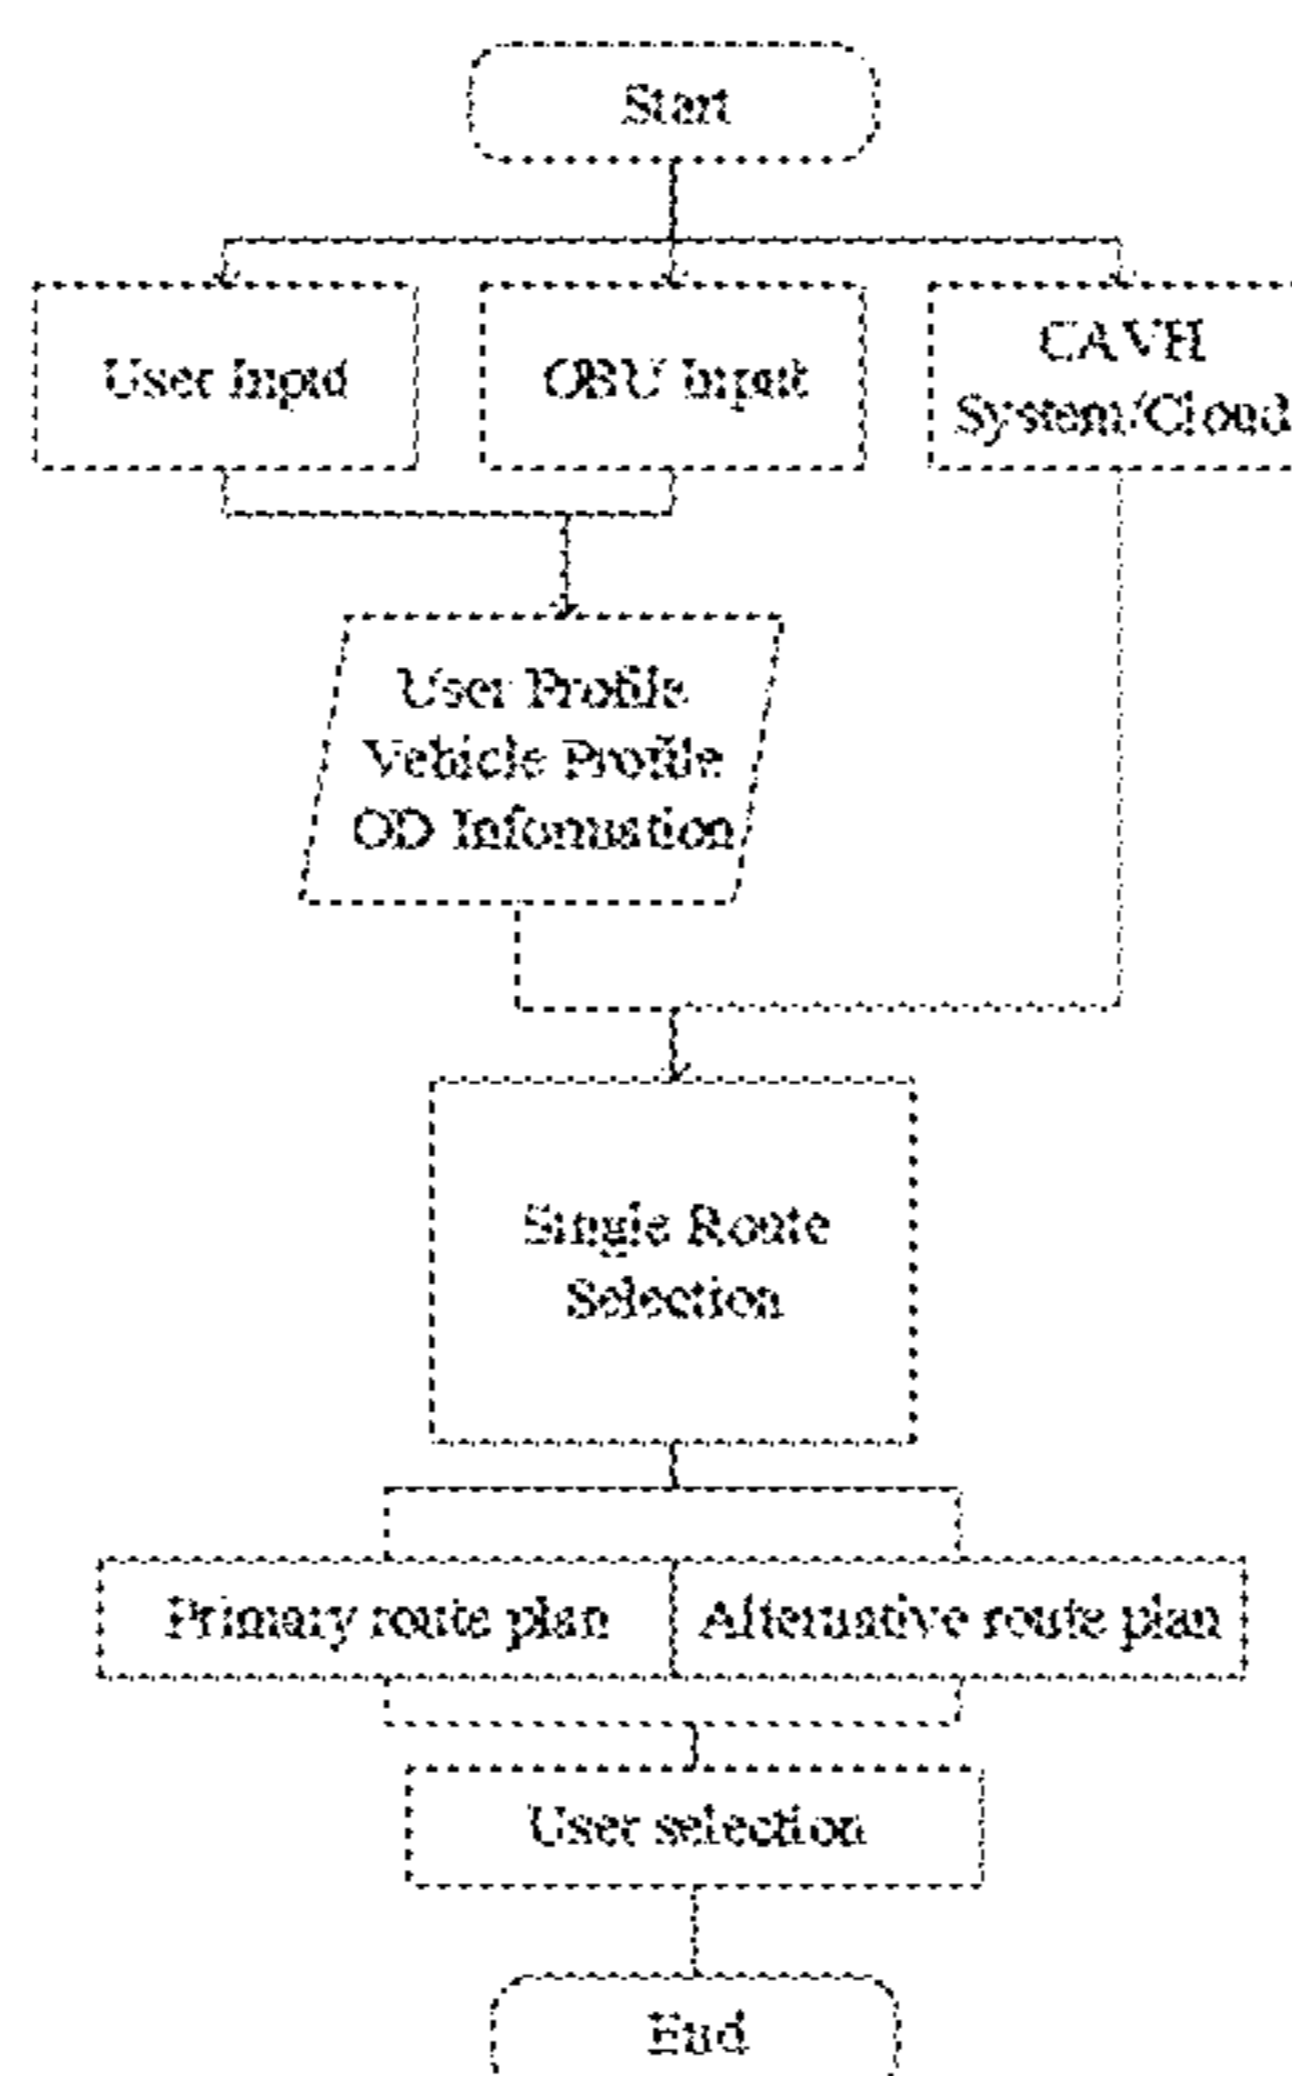 Start
User Input
OBU Input
CAVH
System/Cloud
User Profile
Vehicle Profile
OD Information
Single Route
Selection
Primary route plan
Alternative route plan
User selection
End